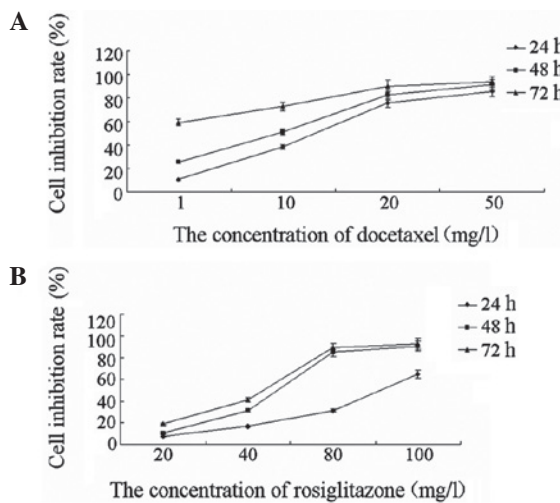 A
Cell inhibition rate (%)
120
100
80
60
40
20
0
1 10 20 50
The concentration of docetaxel (mg/l)
24 h
48 h
72 h
B
Cell inhibition rate (%)
120
100
80
60
40
20
0
20 40 80 100
The concentration of rosiglitazone (mg/l)
24 h
48 h
72 h